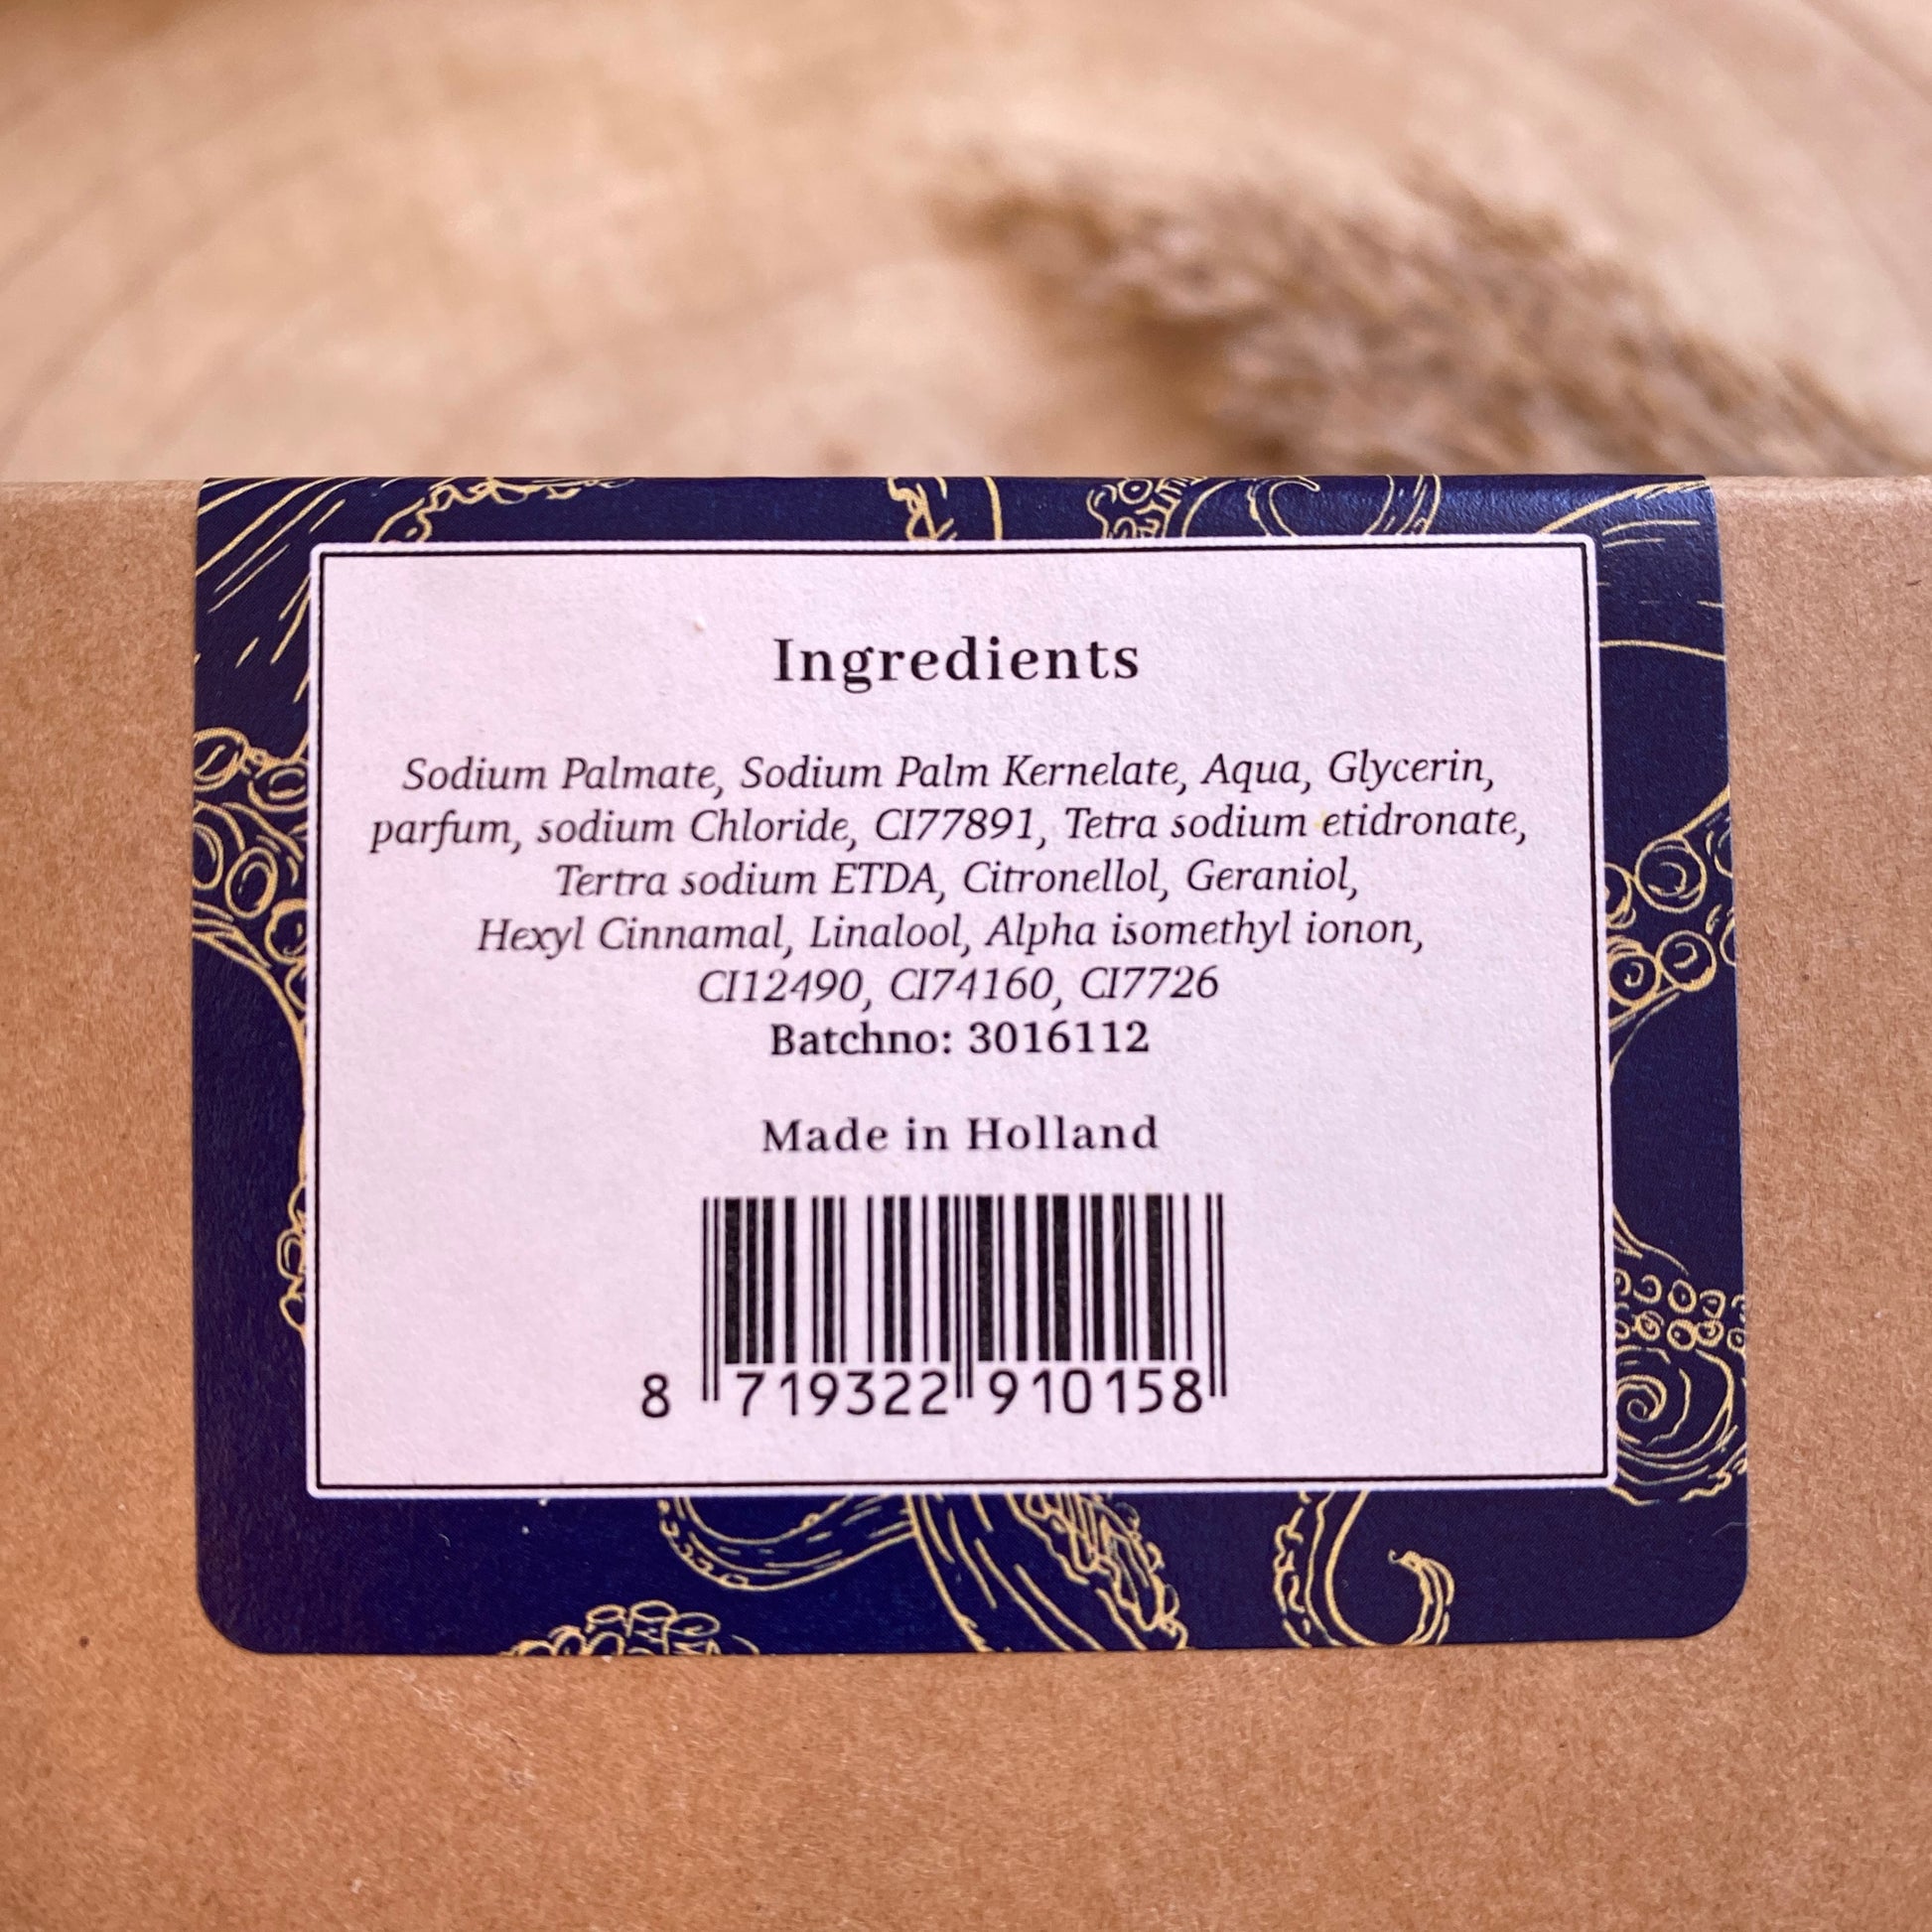 Ingredients
Sodium Palmate, Sodium Palm Kernelate, Aqua, Glycerin,
parfum, sodium Chloride, CI77891, Tetra sodium etidronate,
Tertra sodium ETDA, Citronellol, Geraniol,
Hexyl Cinnamal, Linalool, Alpha isomethyl ionon,
CI12490, CI74160, CI7726
Batchno: 3016112
Made in Holland
8 719322 910158